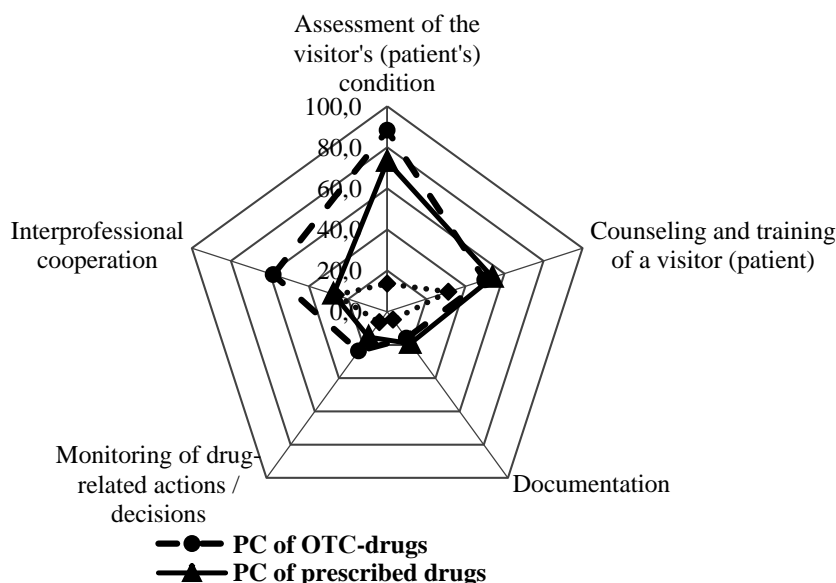 Assessment of the
visitor's (patient's)
condition
100,0
80,0
60,0
40,0
20,0
0,0
Interprofessional
cooperation
Counseling and training
of a visitor (patient)
Monitoring of drug-
related actions /
decisions
Documentation
PC of OTC-drugs
PC of prescribed drugs